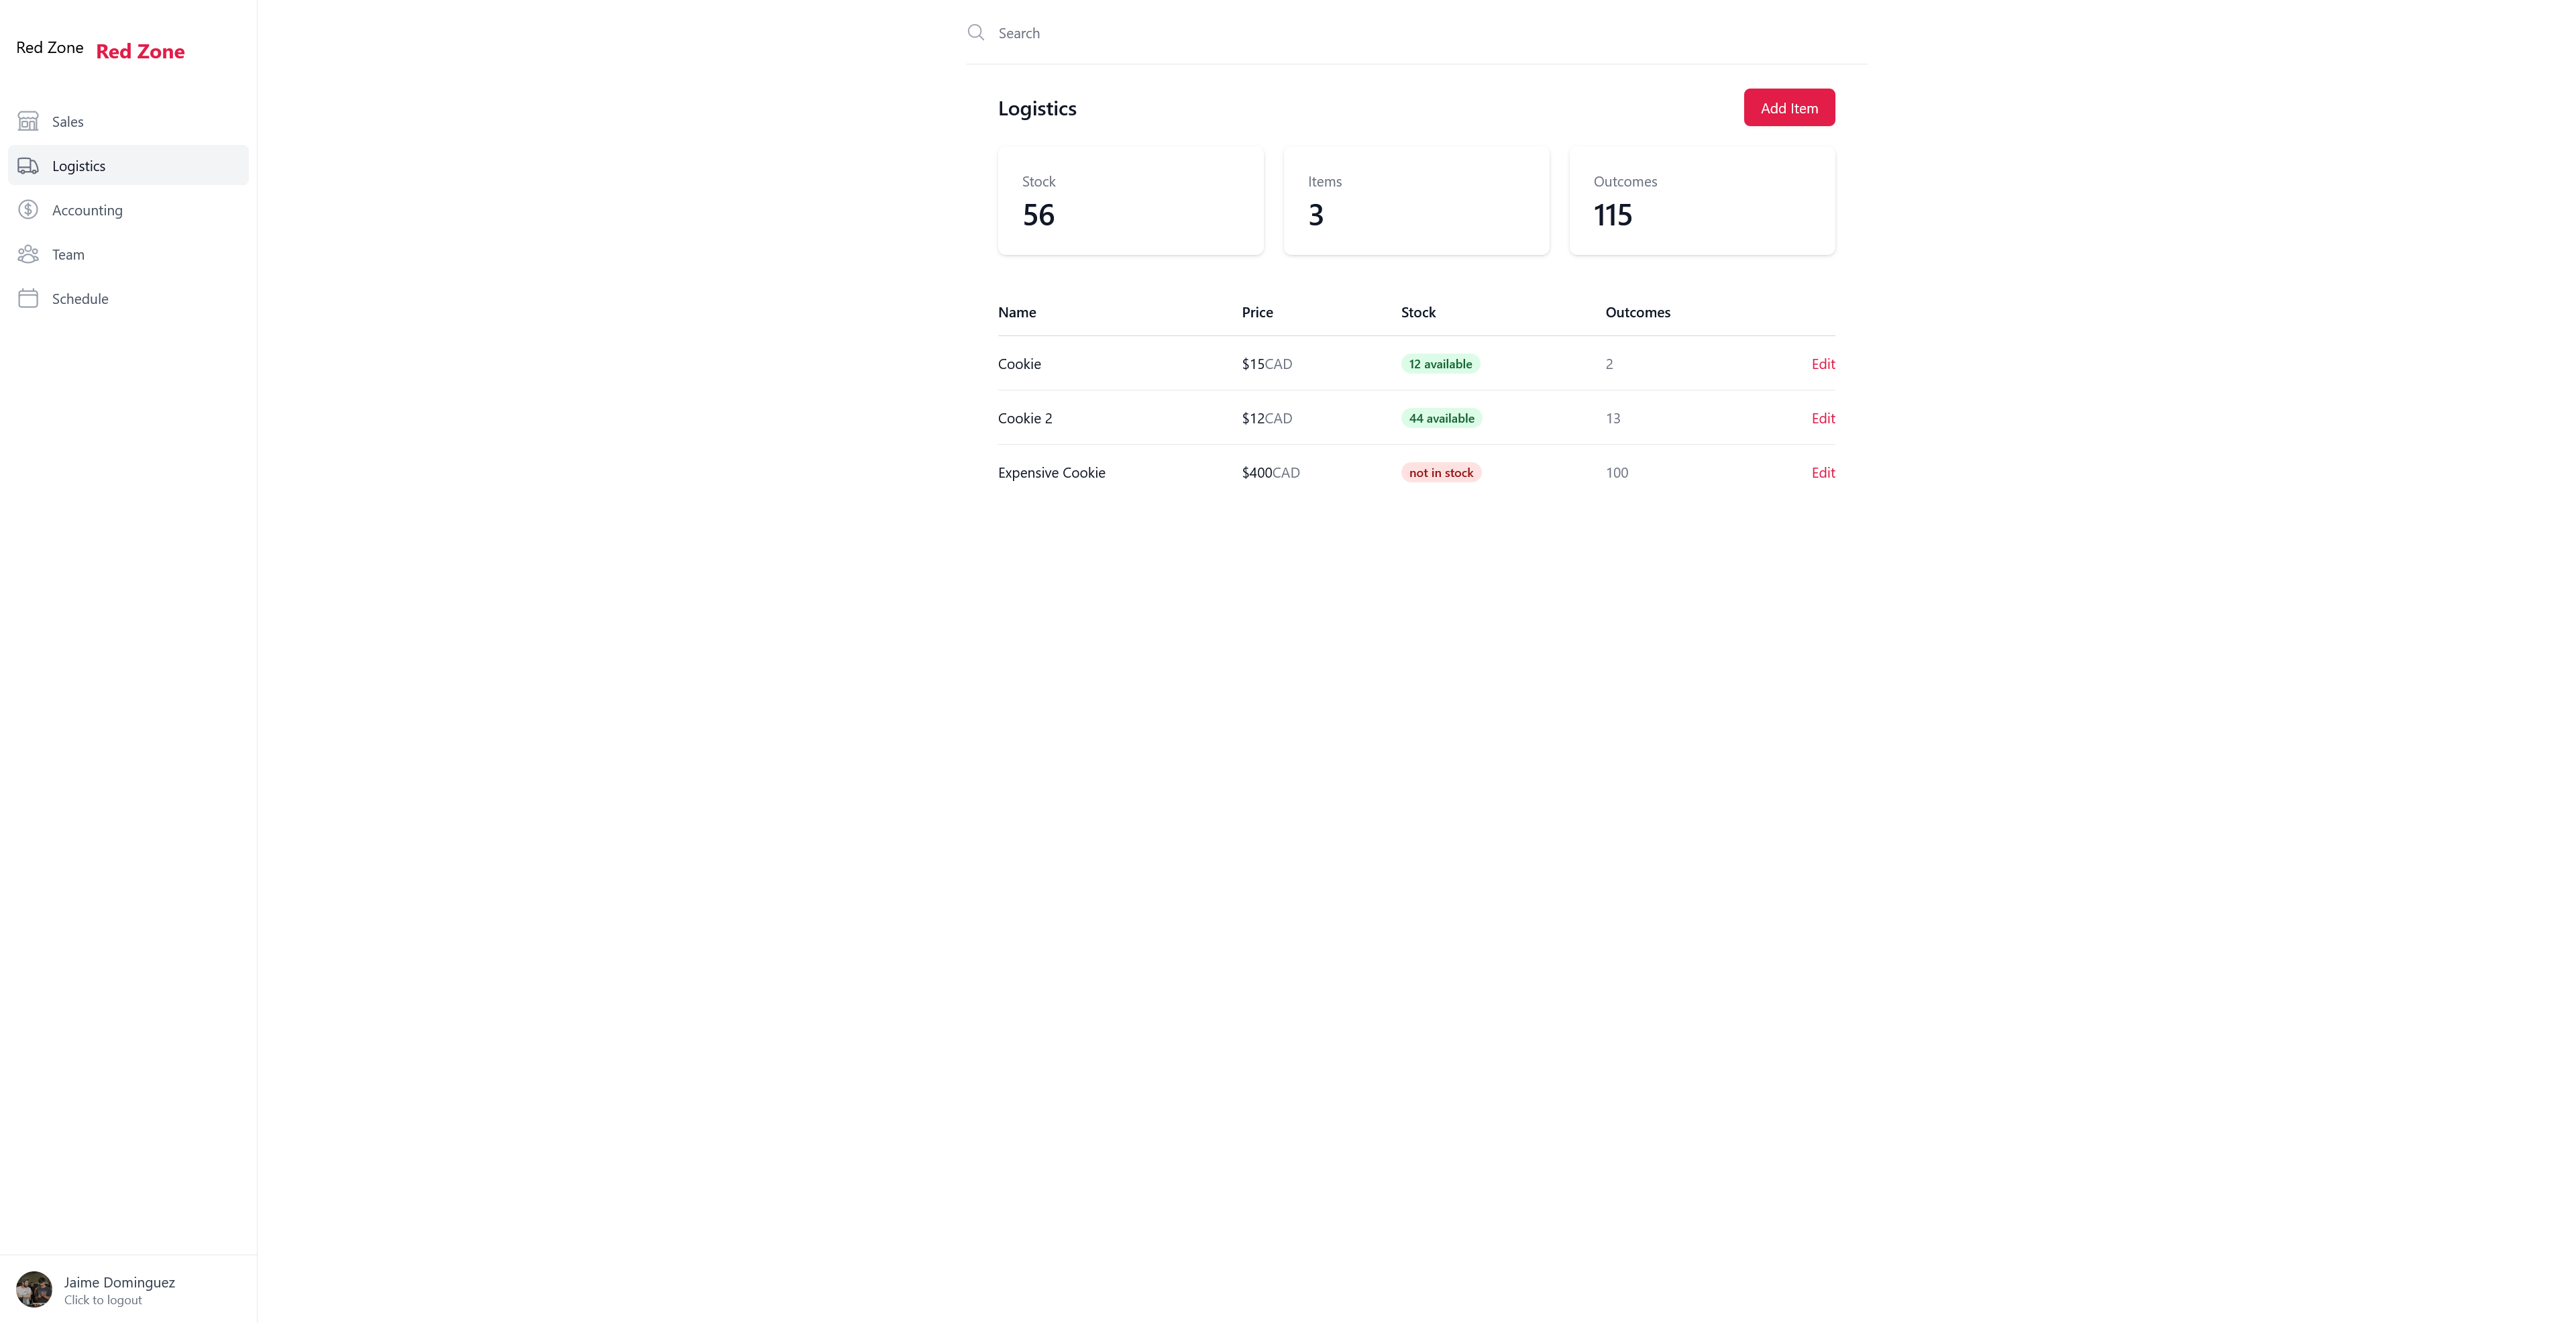 Red Zone Red Zone
Sales
Logistics
Accounting
Team
Schedule
Jaime Dominguez
Click to logout
Search
Logistics Add Item
Stock Items Outcomes
56 3 115
Name Price Stock Outcomes
Cookie $15CAD 12 available 2 Edit
Cookie 2 $12CAD 44 available 13 Edit
Expensive Cookie $400CAD not in stock 100 Edit